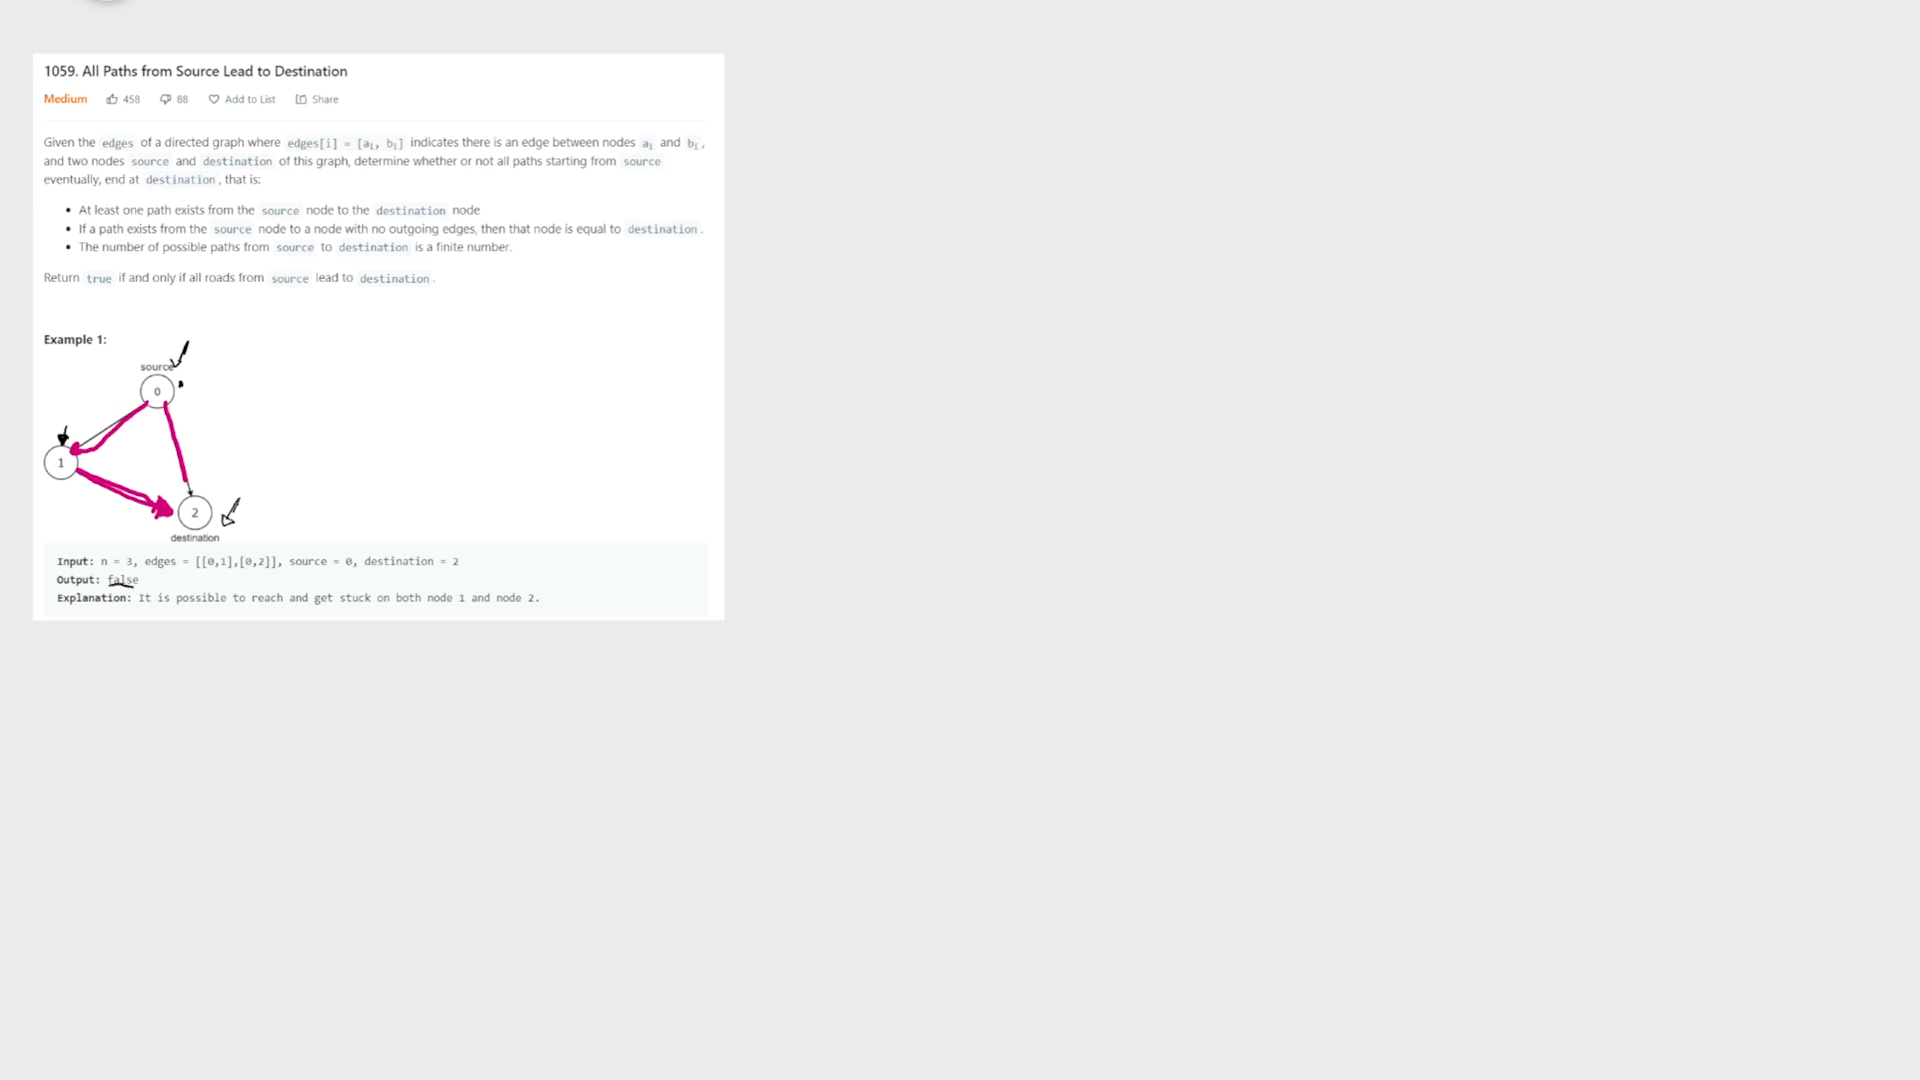 1059. All Paths from Source Lead to Destination
Medium 458 88 Add to List Share
Given the edges of a directed graph where edges[i] = [ai, bi] indicates there is an edge between nodes ai and bi,
and two nodes source and destination of this graph, determine whether or not all paths starting from source
eventually, end at destination, that is:
• At least one path exists from the source node to the destination node
• If a path exists from the source node to a node with no outgoing edges, then that node is equal to destination.
• The number of possible paths from source to destination is a finite number.
Return true if and only if all roads from source lead to destination.
Example 1:
source
0
1
2
destination
Input: n = 3, edges = [[0,1],[0,2]], source = 0, destination = 2
Output: false
Explanation: It is possible to reach and get stuck on both node 1 and node 2.